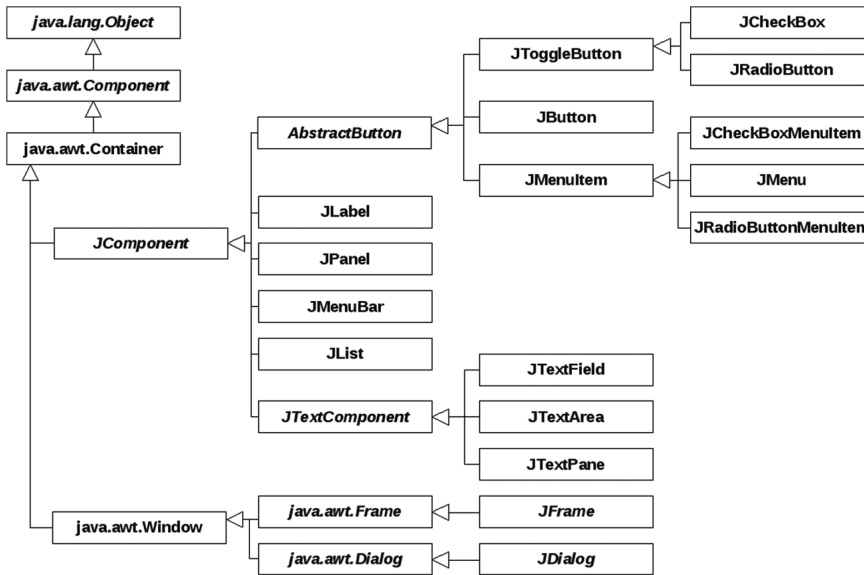 java.lang.Object
java.awt.Component
java.awt.Container
JComponent
AbstractButton
JLabel
JPanel
JMenuBar
JList
JTextComponent
JToggleButton
JButton
JMenuItem
JCheckBox
JRadioButton
JCheckBoxMenuItem
JMenu
JRadioButtonMenuItem
JTextField
JTextArea
JTextPane
java.awt.Window
java.awt.Frame
JFrame
java.awt.Dialog
JDialog